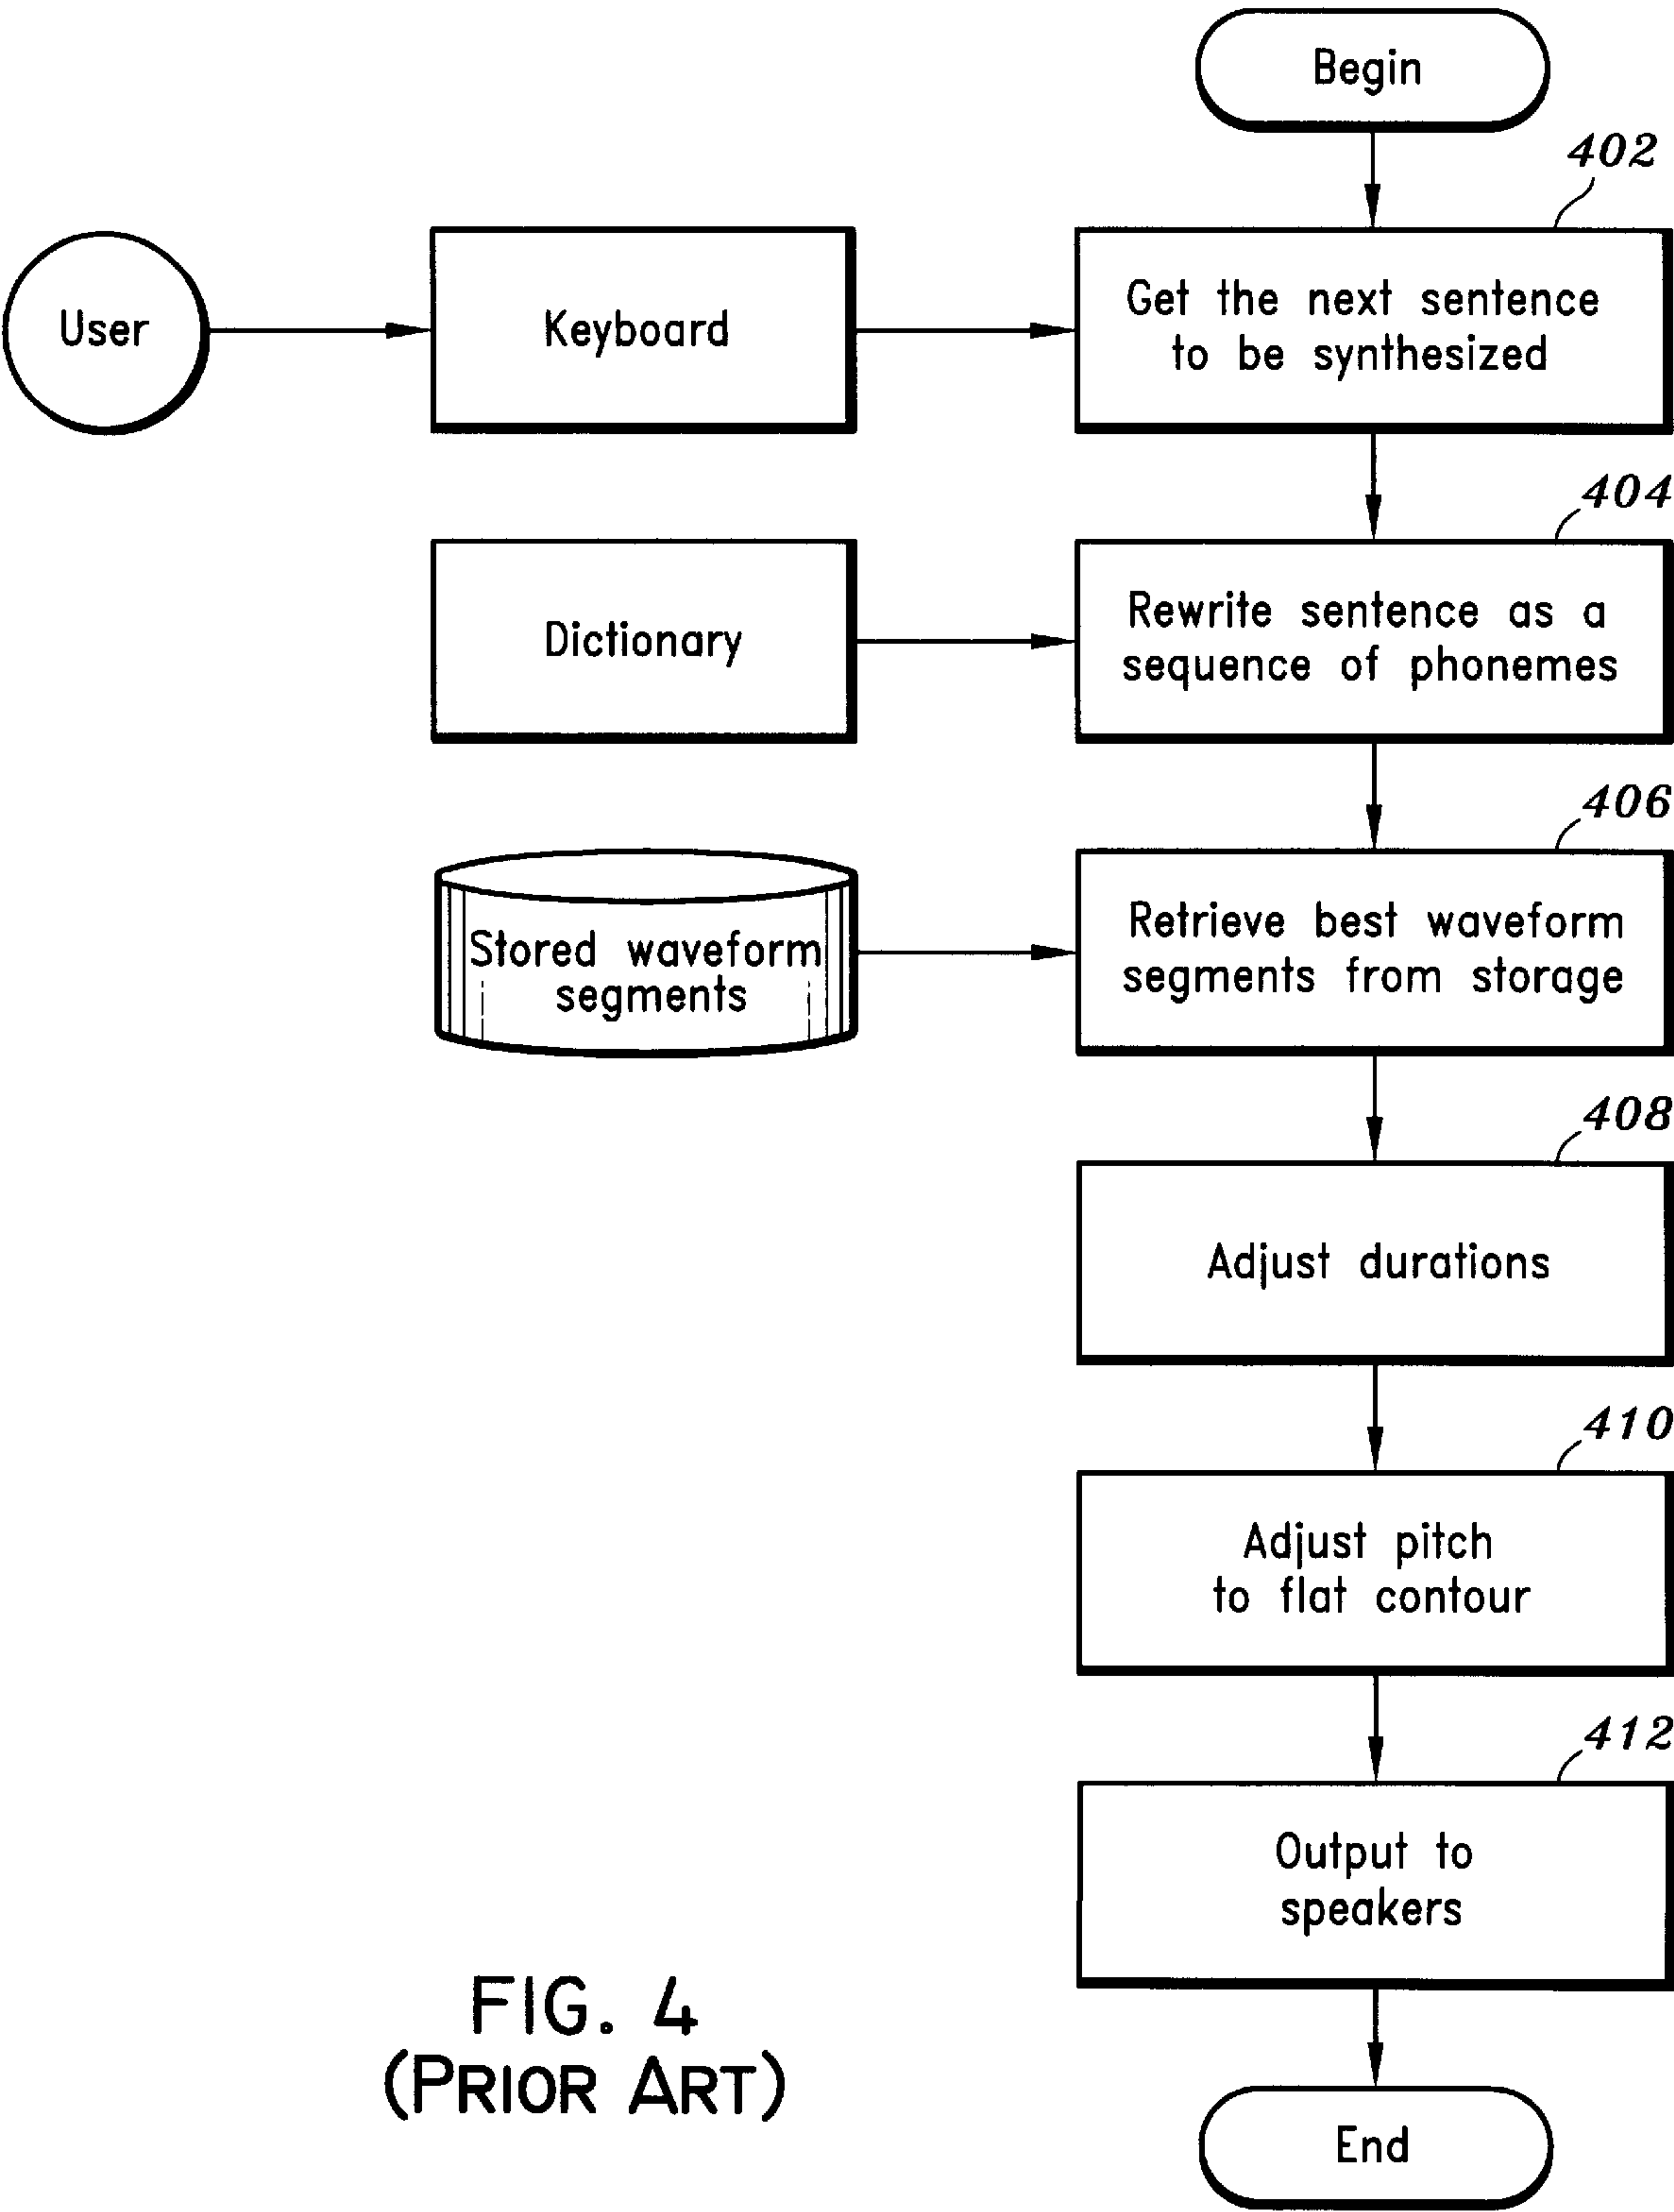 Begin
402
User
Keyboard
Get the next sentence
to be synthesized
404
Dictionary
Rewrite sentence as a
sequence of phonemes
406
Stored waveform
segments
Retrieve best waveform
segments from storage
408
Adjust durations
410
Adjust pitch
to flat contour
412
Output to
speakers
FIG. 4
(PRIOR ART)
End